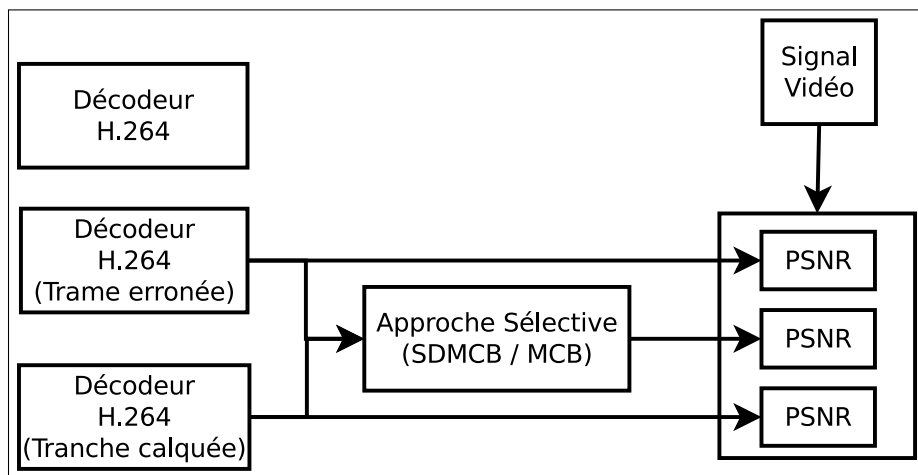 Décodeur
H.264
Signal
Vidéo
Décodeur
H.264
(Trame erronée)
PSNR
Approche Sélective
(SDMCB / MCB)
PSNR
Décodeur
H.264
(Tranche calquée)
PSNR